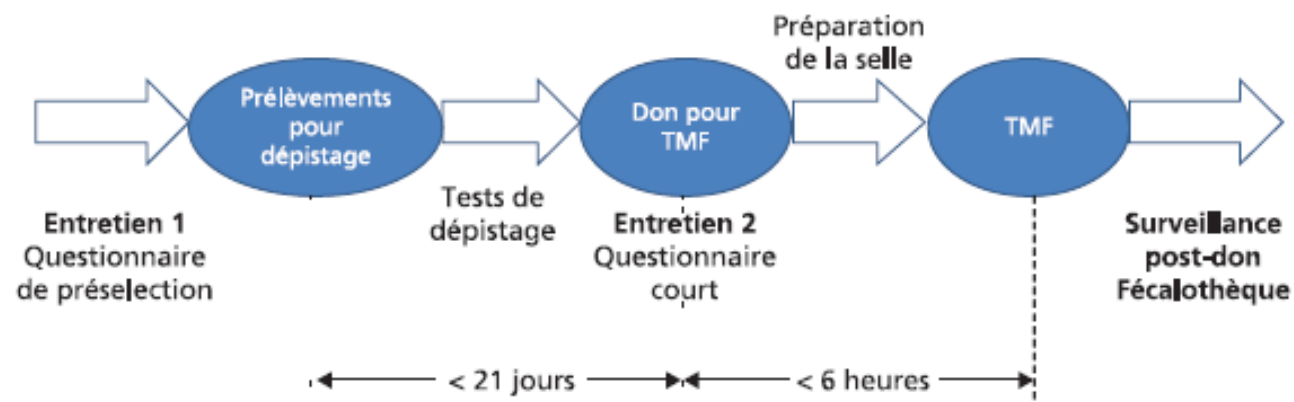 Préparation
de la selle
Prélèvements
pour
dépistage
Don pour
TMF
TMF
Tests de
dépistage
Entretien 1
Questionnaire
de préselection
Entretien 2
Questionnaire
court
Surveillance
post-don
Fécalothèque
< 21 jours
< 6 heures